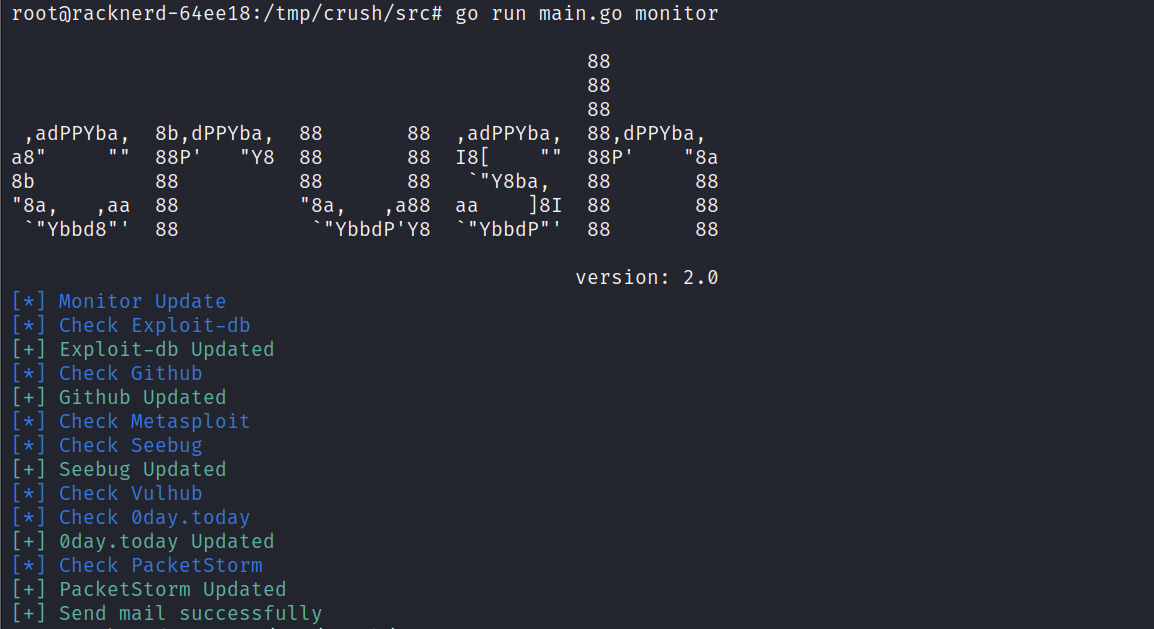 root@racknerd-64ee18:/tmp/crush/src# go run main.go monitor
                                                88
                                                88
                                                88
 ,adPPYba,  8b,dPPYba,  88       88  ,adPPYba,  88,dPPYba,
a8"     ""  88P'   "Y8  88       88  I8[    ""  88P'    "8a
8b          88          88       88   `"Y8ba,   88       88
"8a,   ,aa  88          "8a,   ,a88  aa    ]8I  88       88
 `"Ybbd8"'  88           `"YbbdP'Y8  `"YbbdP"'  88       88
                                               version: 2.0
[*] Monitor Update
[*] Check Exploit-db
[+] Exploit-db Updated
[*] Check Github
[+] Github Updated
[*] Check Metasploit
[*] Check Seebug
[+] Seebug Updated
[*] Check Vulhub
[*] Check 0day.today
[+] 0day.today Updated
[*] Check PacketStorm
[+] PacketStorm Updated
[+] Send mail successfully